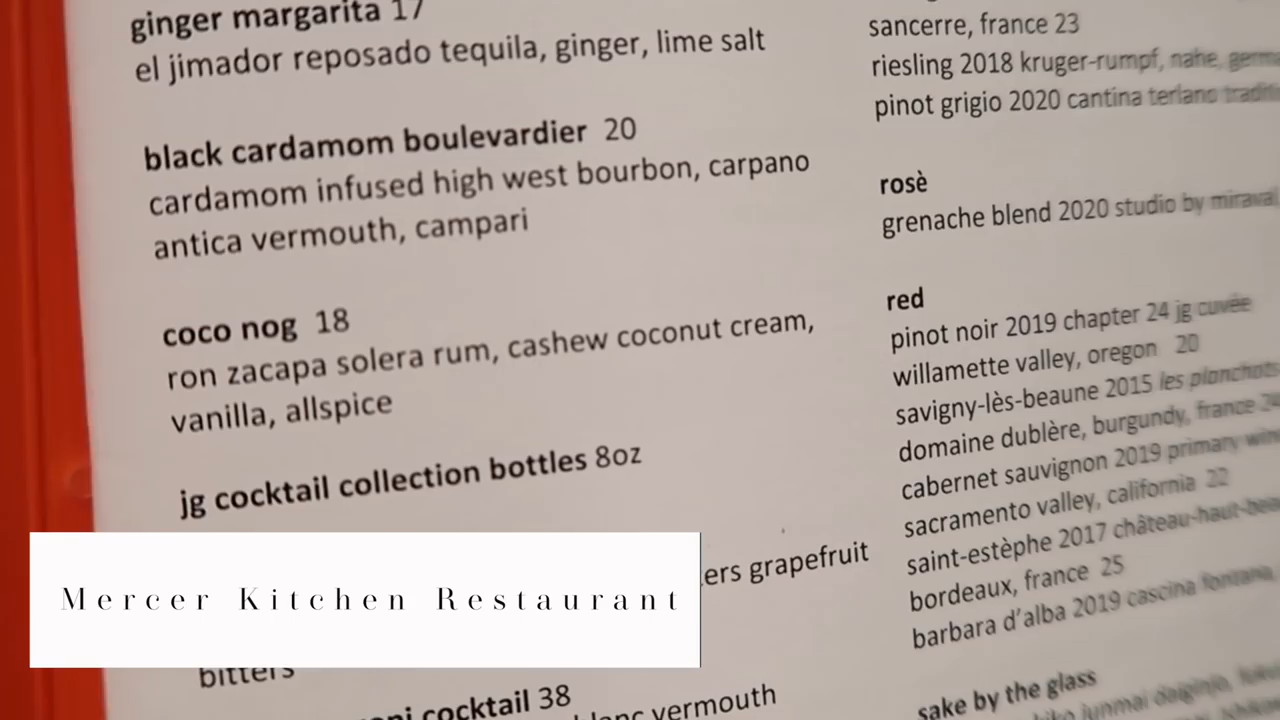 ginger margarita 17
el jimador reposado tequila, ginger, lime salt
black cardamom boulevardier 20
cardamom infused high west bourbon, carpano
antica vermouth, campari
coco nog 18
ron zacapa solera rum, cashew coconut cream,
vanilla, allspice
jg cocktail collection bottles 8oz
grapefruit
bitters
cocktail 38
vermouth
sancerre, france 23
riesling 2018 kruger-rumpf, nahe,
pinot grigio 2020 cantina terlano
rosè
grenache blend 2020 studio by miraval
red
pinot noir 2019 chapter 24 jg cuvée
willamette valley, oregon 20
savigny-lès-beaune 2015 les planchots
domaine dublère, burgundy, france
cabernet sauvignon 2019 primary
sacramento valley, california 22
saint-estèphe 2017 château-haut-
bordeaux, france 25
barbara d'alba 2019 cascina fontana
sake by the glass
junmai daiginjo,
Mercer Kitchen Restaurant